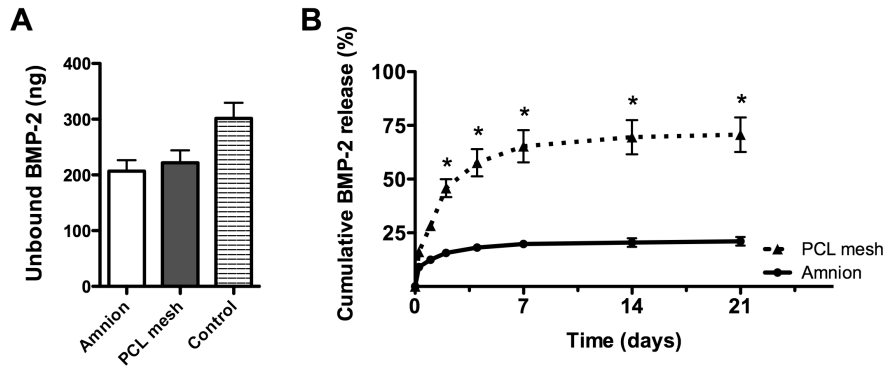 A
Unbound BMP-2 (ng)
400
300
200
100
0
Amnion
PCL mesh
Control
B
Cumulative BMP-2 release (%)
100
75
50
25
* * * * *
0 7 14 21
Time (days)
PCL mesh
Amnion